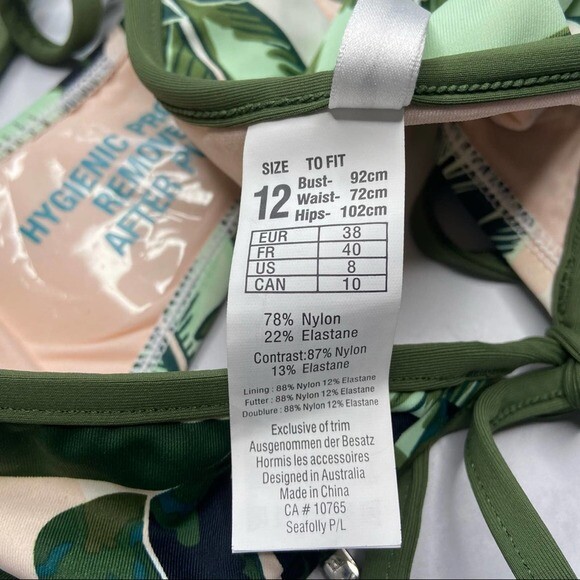 HYGIENIC PRO
REMOVE
AFTER P
SIZE TO FIT
12 Bust- 92cm
Waist- 72cm
Hips- 102cm
EUR 38
FR 40
US 8
CAN 10
78% Nylon
22% Elastane
Contrast:87% Nylon
13% Elastane
Lining : 88% Nylon 12% Elastane
Futter : 88% Nylon 12% Elastane
Doublure : 88% Nylon 12% Elastane
Exclusive of trim
Ausgenommen der Besatz
Hormis les accessoires
Designed in Australia
Made in China
CA# 10765
Seafolly P/L